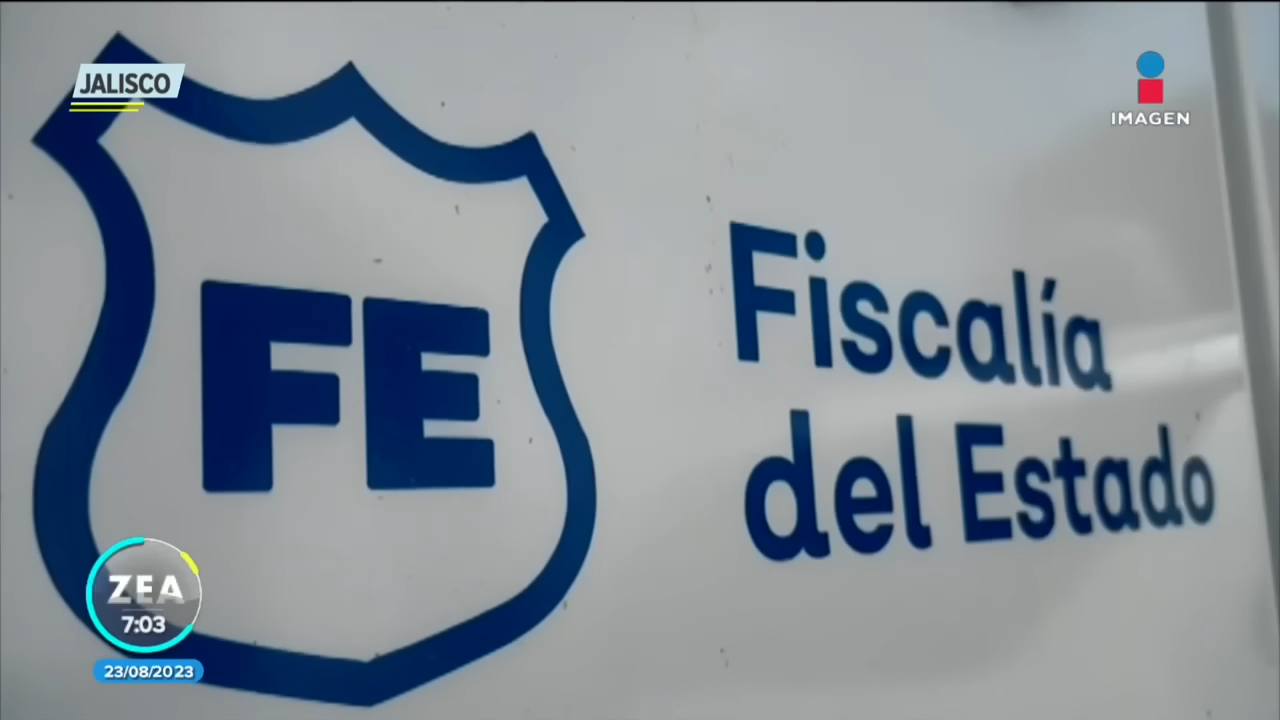 JALISCO
IMAGEN
FE
Fiscalía
del Estado
ZEA
7:03
23/08/2023